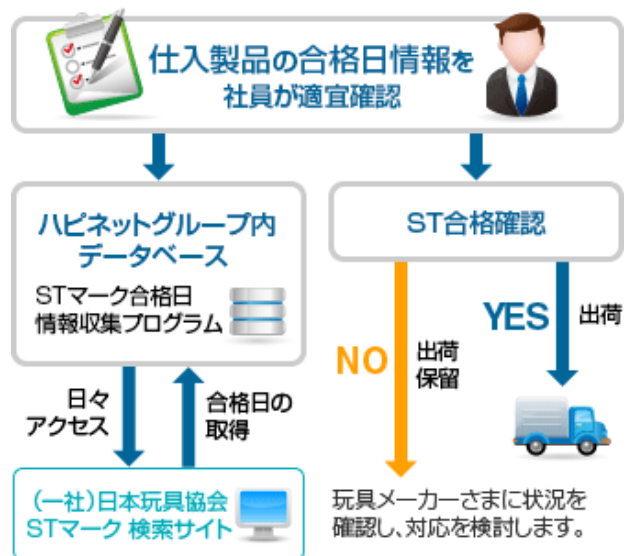 仕入製品の合格日情報を
社員が適宜確認
ハピネットグループ内
データベース
STマーク合格日
情報収集プログラム
日々
アクセス
合格日の
取得
(一社)日本玩具協会
STマーク 検索サイト
ST合格確認
NO
出荷
保留
YES
出荷
玩具メーカーさまに状況を
確認し、対応を検討します。